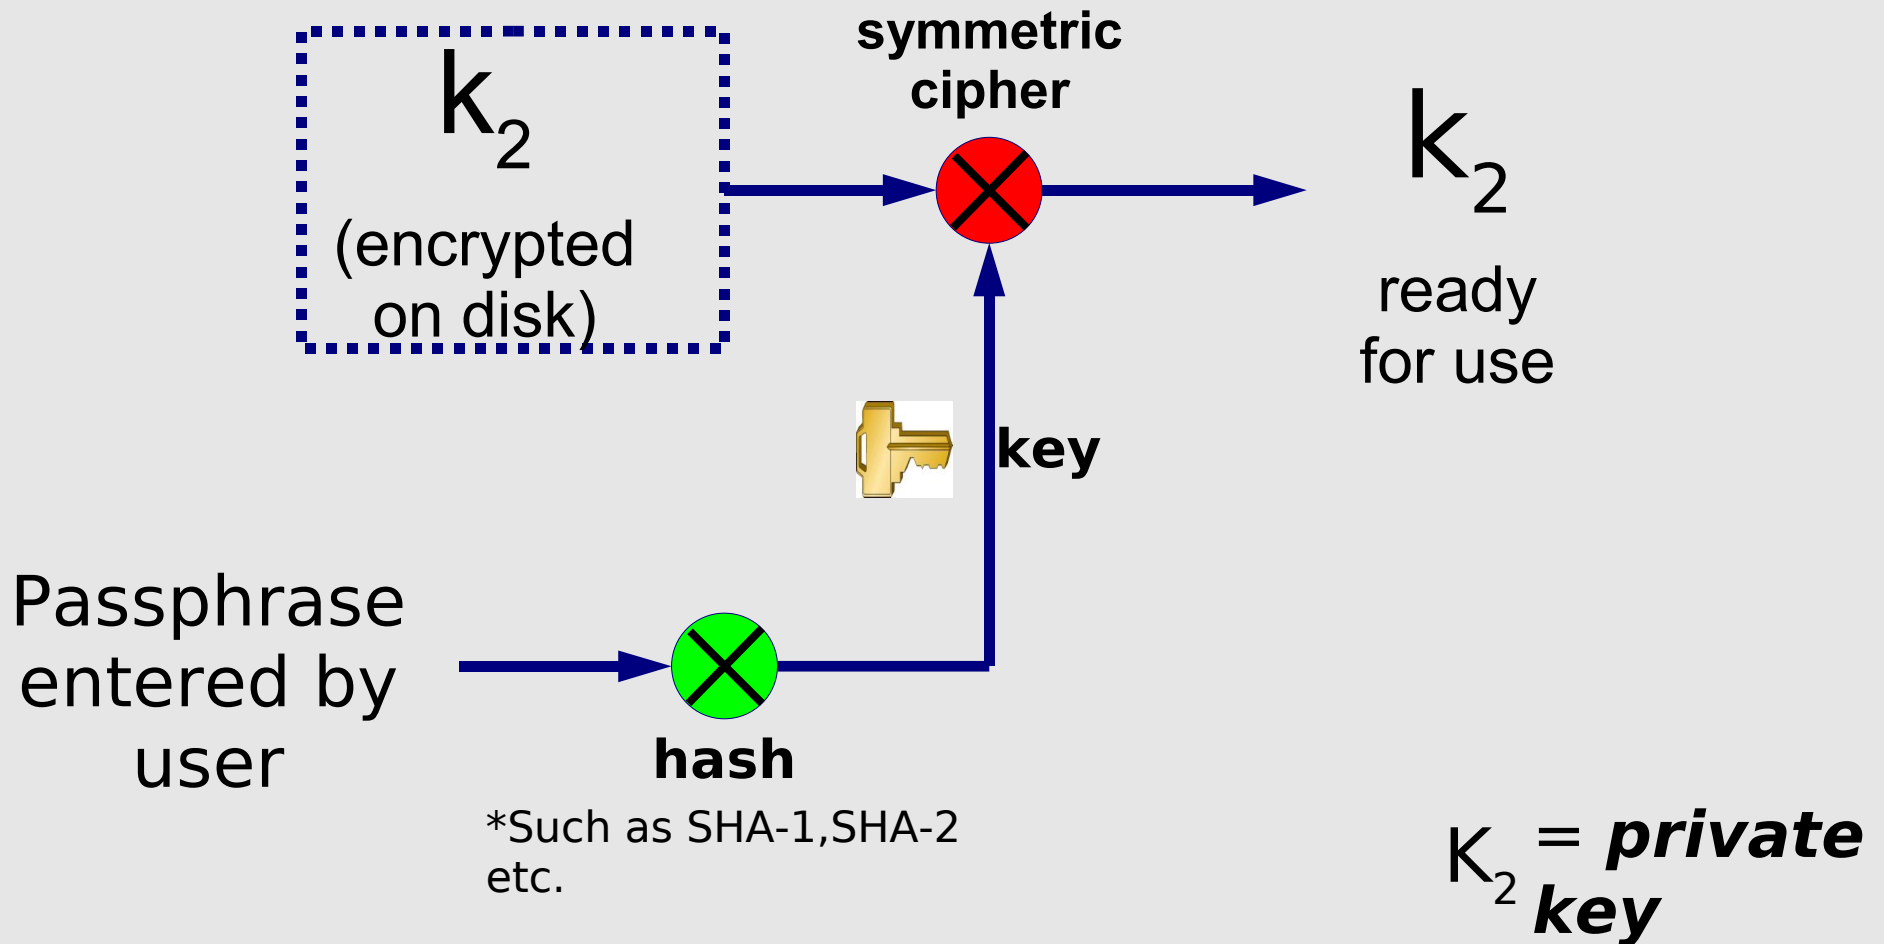 symmetric
cipher
k2
(encrypted
on disk)
k2
ready
for use
key
Passphrase
entered by
user
hash
*Such as SHA-1,SHA-2
etc.
K2 = private
key